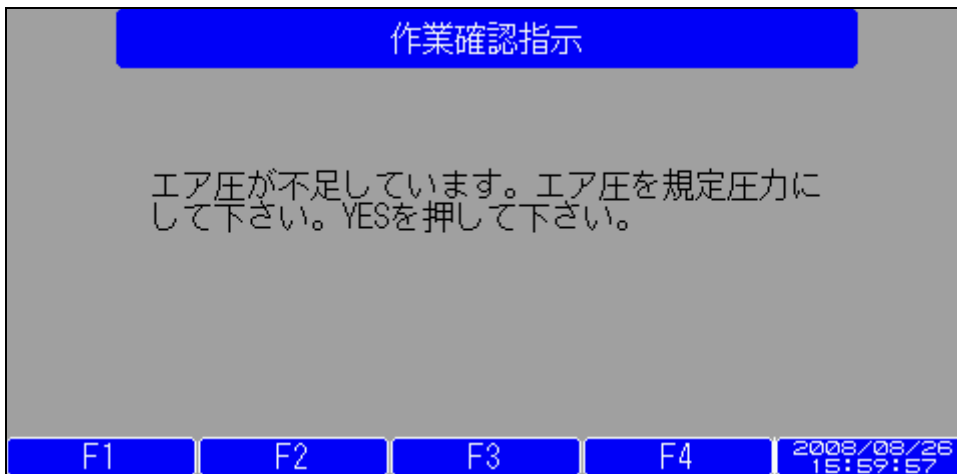 作業確認指示
エア圧が不足しています。エア圧を規定圧力に
して下さい。YESを押して下さい。
F1 F2 F3 F4 2008/08/26
15:59:57